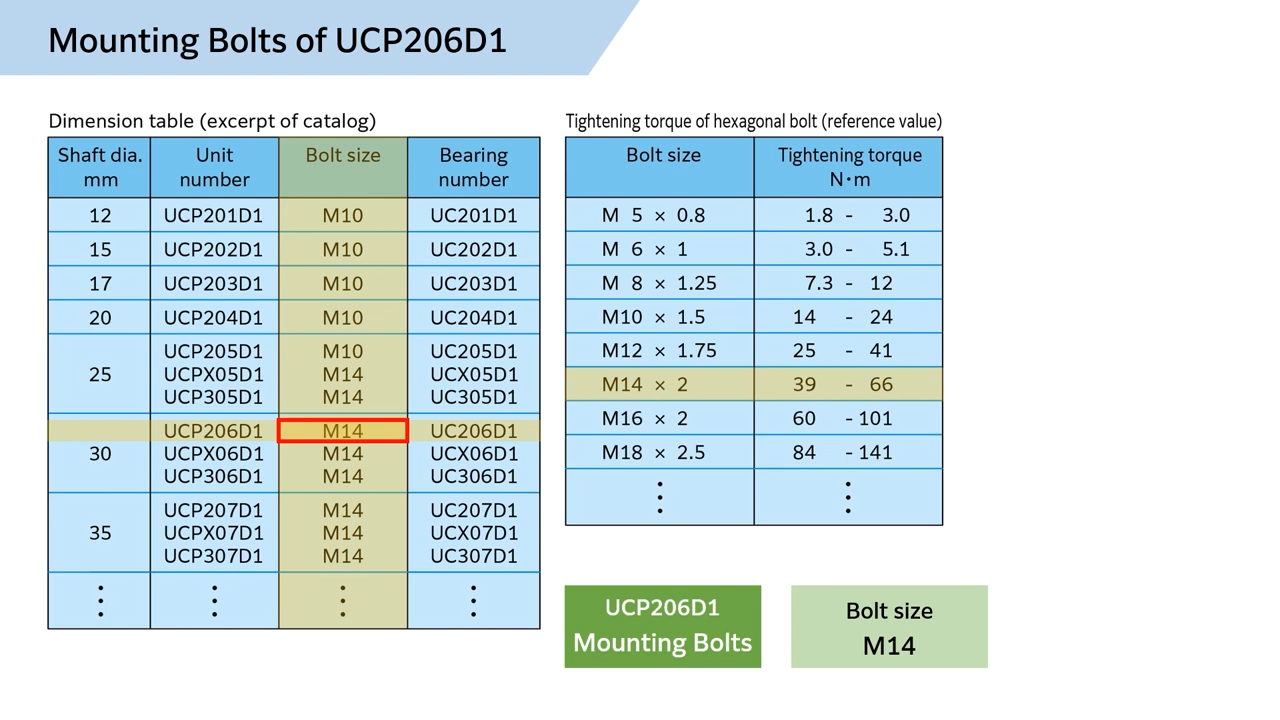 Mounting Bolts of UCP206D1
Dimension table (excerpt of catalog)
Shaft dia. mm Unit number Bolt size Bearing number
12 UCP201D1 M10 UC201D1
15 UCP202D1 M10 UC202D1
17 UCP203D1 M10 UC203D1
20 UCP204D1 M10 UC204D1
25 UCP205D1 M10 UC205D1
UCPX05D1 M14 UCX05D1
UCP305D1 M14 UC305D1
30 UCP206D1 M14 UC206D1
UCPX06D1 M14 UCX06D1
UCP306D1 M14 UC306D1
35 UCP207D1 M14 UC207D1
UCPX07D1 M14 UCX07D1
UCP307D1 M14 UC307D1
⋮ ⋮ ⋮ ⋮
Tightening torque of hexagonal bolt (reference value)
Bolt size Tightening torque N·m
M 5 × 0.8 1.8 - 3.0
M 6 × 1 3.0 - 5.1
M 8 × 1.25 7.3 - 12
M10 × 1.5 14 - 24
M12 × 1.75 25 - 41
M14 × 2 39 - 66
M16 × 2 60 - 101
M18 × 2.5 84 - 141
⋮ ⋮
UCP206D1
Mounting Bolts
Bolt size
M14